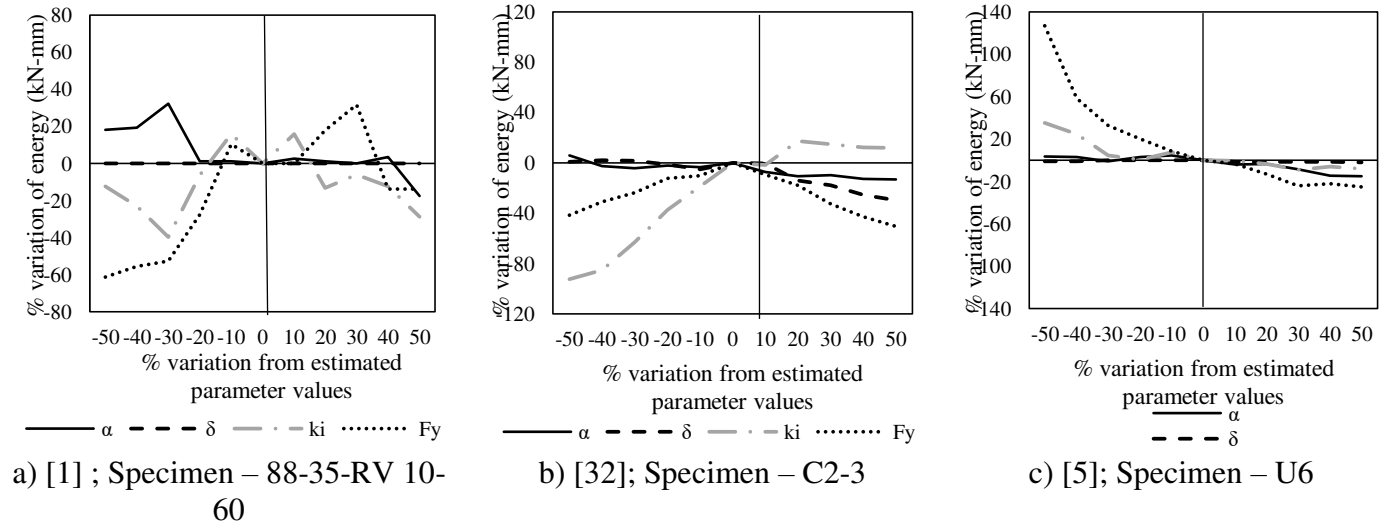 % variation of energy (kN-mm)
80
60
40
20
0
-20
-40
-60
-80
-50 -40 -30 -20 -10 0 10 20 30 40 50
% variation from estimated
parameter values
α δ ki Fy
a) [1] ; Specimen – 88-35-RV 10-
60
% variation of energy (kN-mm)
120
80
40
0
-40
-80
-120
-50 -40 -30 -20 -10 0 10 20 30 40 50
% variation from estimated
parameter values
α δ ki Fy
b) [32]; Specimen – C2-3
% variation of energy (kN-mm)
140
100
60
20
-20
-60
-100
-140
-50 -40 -30 -20 -10 0 10 20 30 40 50
% variation from estimated
parameter values
α
δ
c) [5]; Specimen – U6